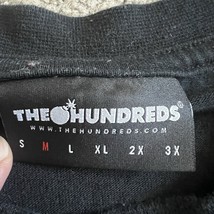 THE HUNDREDS®
WWW.THEHUNDREDS.COM
S M L XL 2X 3X